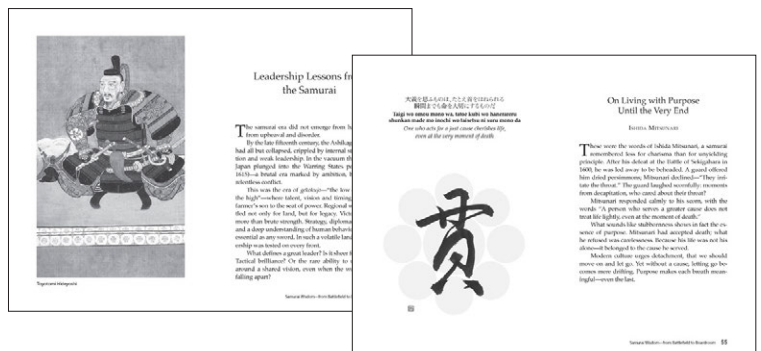 Leadership Lessons
the Samurai
The samurai era did not emerge from
from upheaval and disorder.
By the late fifteenth century, the
had all but collapsed, crippled by internal
tion and weak leadership. In the vacuum
Japan plunged into the Warring States
1615)—a brutal era marked by ambition,
relentless conflict.
This was the era of gekokujo—"the low
the high"—where talent, vision and timing
farmer's son to the seat of power. Regional
tled not only for land, but for legacy.
more than brute strength. Strategy,
and a deep understanding of human
essential as any sword. In such a volatile
ership was tested on every front.
What defines a great leader? Is it sheer
Tactical brilliance? Or the rare ability to
around a shared vision, even when the
falling apart?
Toyotomi Hideyoshi
Samurai Wisdom—From Battlefield to
大義を思ふものは、たとえ首をはねられる
瞬間までも命を大切にするものだ
Taigi wo omou mono wa, tatoe kubi wo hanerareru
shunkan made mo inochi wo taisetsu ni suru mono da
One who acts for a just cause cherishes life,
even at the very moment of death
貫
On Living with Purpose
Until the Very End
Ishida Mitsunari
These were the words of Ishida Mitsunari, a samurai
remembered less for charisma than for unyielding
principle. After his defeat at the Battle of Sekigahara in
1600, he was led away to be beheaded. A guard offered
him dried persimmons; Mitsunari declined—"They irri-
tate the throat." The guard laughed scornfully: moments
from decapitation, who cared about their throat?
Mitsunari responded calmly to his scorn, with the
words "A person who serves a greater cause does not
treat life lightly, even at the moment of death."
What sounds like stubbornness shows in fact the es-
sence of purpose. Mitsunari had accepted death; what
he refused was carelessness. Because his life was not his
alone—it belonged to the cause he served.
Modern culture urges detachment, that we should
move on and let go. Yet without a cause, letting go be-
comes mere drifting. Purpose makes each breath mean-
ingful—even the last.
Samurai Wisdom—From Battlefield to Boardroom